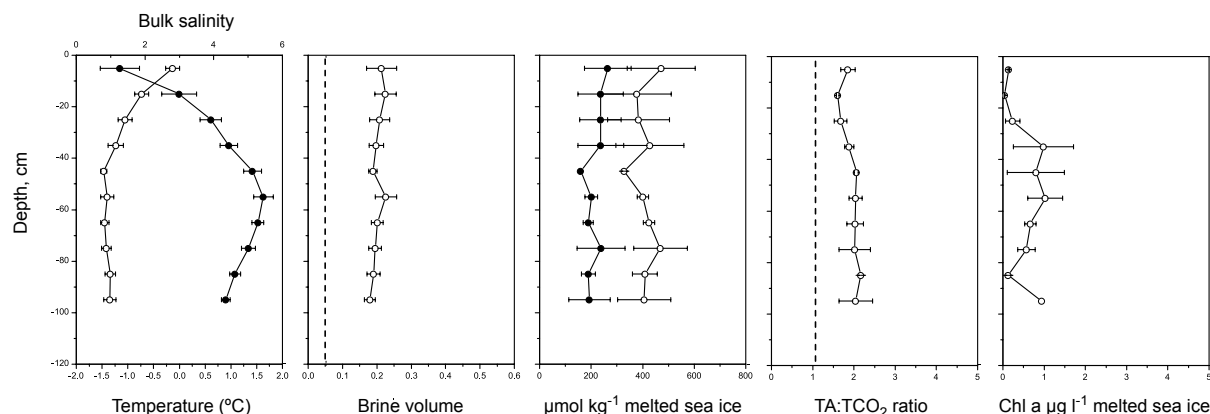 Bulk salinity
0 2 4 6
Depth, cm
0
-20
-40
-60
-80
-100
-120
-2.0 -1.5 -1.0 -0.5 0.0 0.5 1.0 1.5 2.0
0.0 0.1 0.2 0.3 0.4 0.5 0.6
0 200 400 600 800
0 1 2 3 4 5
0 1 2 3 4 5
Temperature (ºC) Brine volume µmol kg⁻¹ melted sea ice TA:TCO₂ ratio Chl a µg l⁻¹ melted sea ice